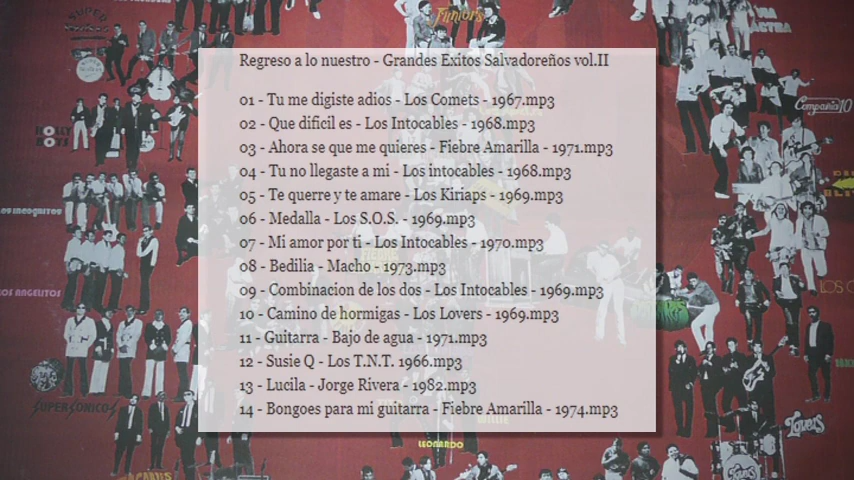 Junior's
SUPER
Compañia 10
HOLLY
BOYS
LOS ANGELITOS
SUPERSONICOS
Lovers
LEONARDO
Regreso a lo nuestro - Grandes Exitos Salvadoreños vol.II
01 - Tu me digiste adios - Los Comets - 1967.mp3
02 - Que dificil es - Los Intocables - 1968.mp3
03 - Ahora se que me quieres - Fiebre Amarilla - 1971.mp3
04 - Tu no llegaste a mi - Los intocables - 1968.mp3
05 - Te querre y te amare - Los Kiriaps - 1969.mp3
06 - Medalla - Los S.O.S. - 1969.mp3
07 - Mi amor por ti - Los Intocables - 1970.mp3
08 - Bedilia - Macho - 1973.mp3
09 - Combinacion de los dos - Los Intocables - 1969.mp3
10 - Camino de hormigas - Los Lovers - 1969.mp3
11 - Guitarra - Bajo de agua - 1971.mp3
12 - Susie Q - Los T.N.T. 1966.mp3
13 - Lucila - Jorge Rivera - 1982.mp3
14 - Bongoes para mi guitarra - Fiebre Amarilla - 1974.mp3